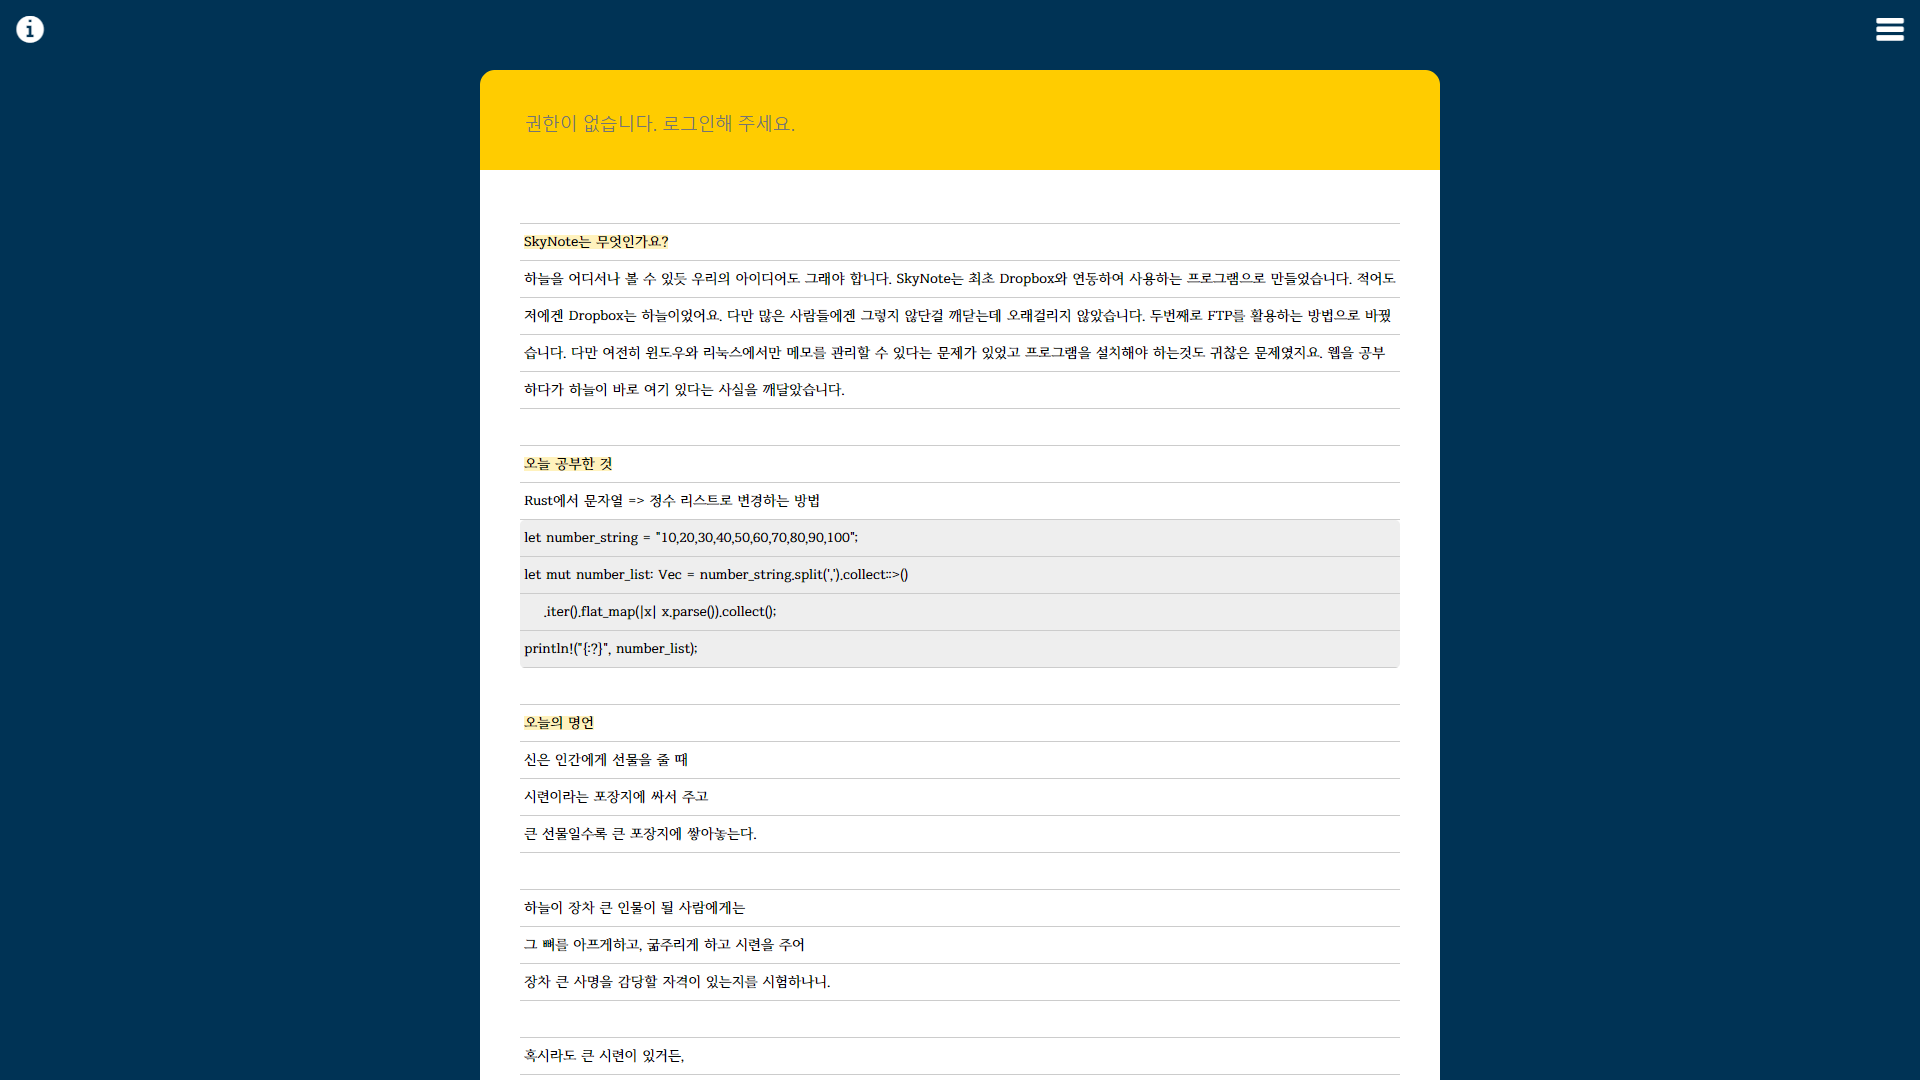 권한이 없습니다. 로그인해 주세요.
SkyNote는 무엇인가요?
하늘을 어디서나 볼 수 있듯 우리의 아이디어도 그래야 합니다. SkyNote는 최초 Dropbox와 연동하여 사용하는 프로그램으로 만들었습니다. 적어도
저에겐 Dropbox는 하늘이었어요. 다만 많은 사람들에겐 그렇지 않단걸 깨닫는데 오래걸리지 않았습니다. 두번째로 FTP를 활용하는 방법으로 바꿨
습니다. 다만 여전히 윈도우와 리눅스에서만 메모를 관리할 수 있다는 문제가 있었고 프로그램을 설치해야 하는것도 귀찮은 문제였지요. 웹을 공부
하다가 하늘이 바로 여기 있다는 사실을 깨달았습니다.
오늘 공부한 것
Rust에서 문자열 => 정수 리스트로 변경하는 방법
let number_string = "10,20,30,40,50,60,70,80,90,100";
let mut number_list: Vec = number_string.split(',').collect::>()
.iter().flat_map(|x| x.parse()).collect();
println!("{:?}", number_list);
오늘의 명언
신은 인간에게 선물을 줄 때
시련이라는 포장지에 싸서 주고
큰 선물일수록 큰 포장지에 쌓아놓는다.
하늘이 장차 큰 인물이 될 사람에게는
그 뼈를 아프게하고, 굶주리게 하고 시련을 주어
장차 큰 사명을 감당할 자격이 있는지를 시험하나니.
혹시라도 큰 시련이 있거든,